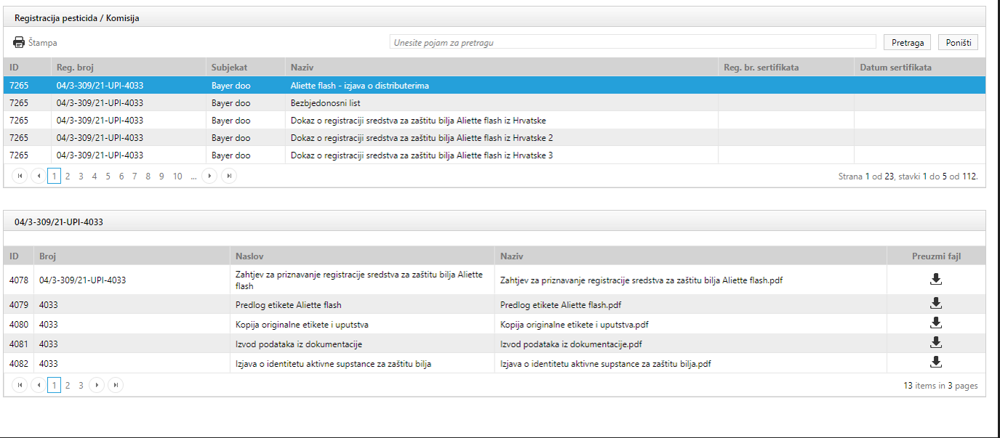 Registracija pesticida / Komisija
Štampa
Unesite pojam za pretragu
Pretraga
Poništi
ID Reg. broj Subjekat Naziv Reg. br. sertifikata Datum sertifikata
7265 04/3-309/21-UPI-4033 Bayer doo Aliette flash - izjava o distributerima
7265 04/3-309/21-UPI-4033 Bayer doo Bezbjedonosni list
7265 04/3-309/21-UPI-4033 Bayer doo Dokaz o registraciji sredstva za zaštitu bilja Aliette flash iz Hrvatske
7265 04/3-309/21-UPI-4033 Bayer doo Dokaz o registraciji sredstva za zaštitu bilja Aliette flash iz Hrvatske 2
7265 04/3-309/21-UPI-4033 Bayer doo Dokaz o registraciji sredstva za zaštitu bilja Aliette flash iz Hrvatske 3
1 2 3 4 5 6 7 8 9 10 ... Strana 1 od 23, stavki 1 do 5 od 112.
04/3-309/21-UPI-4033
ID Broj Naslov Naziv Preuzmi fajl
4078 04/3-309/21-UPI-4033 Zahtjev za priznavanje registracije sredstva za zaštitu bilja Aliette flash Zahtjev za priznavanje registracije sredstva za zaštitu bilja Aliette flash.pdf
4079 4033 Predlog etikete Aliette flash Predlog etikete Aliette flash.pdf
4080 4033 Kopija originalne etikete i uputstva Kopija originalne etikete i uputstva.pdf
4081 4033 Izvod podataka iz dokumentacije Izvod podataka iz dokumentacije.pdf
4082 4033 Izjava o identitetu aktivne supstance za zaštitu bilja Izjava o identitetu aktivne supstance za zaštitu bilja.pdf
1 2 3 13 items in 3 pages